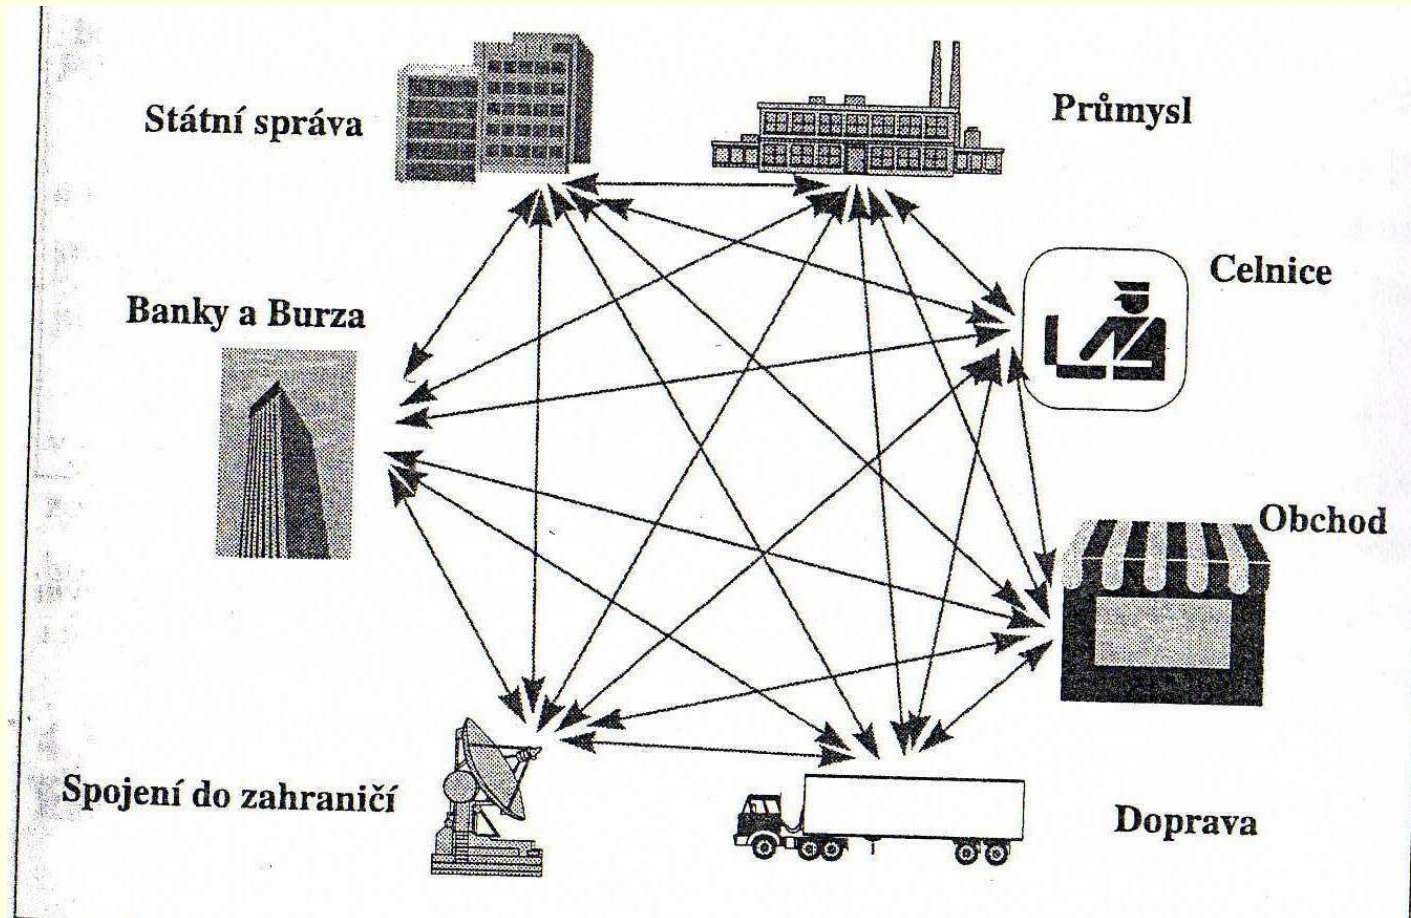 Státní správa
Průmysl
Celnice
Banky a Burza
Obchod
Spojení do zahraničí
Doprava